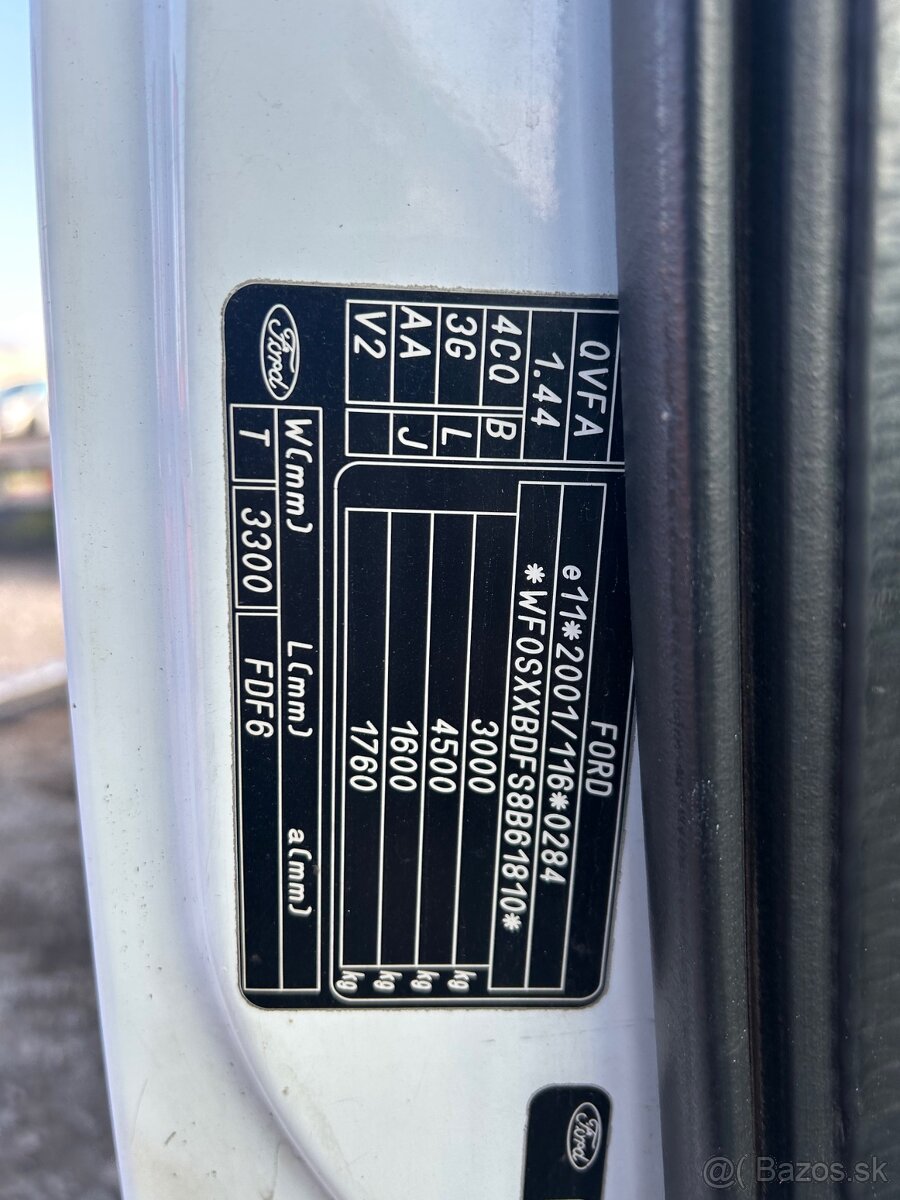 FORD
e11*2001/116*0284
*WF0SXXBDFS8B61810*
3000 kg
4500 kg
1600 kg
1760 kg
QVFA
1.44
4CQ B
3G L
AA J
V2
Ford
W(mm) L(mm) a(mm)
T 3300 FDF6
Ford
@( Bazos.sk